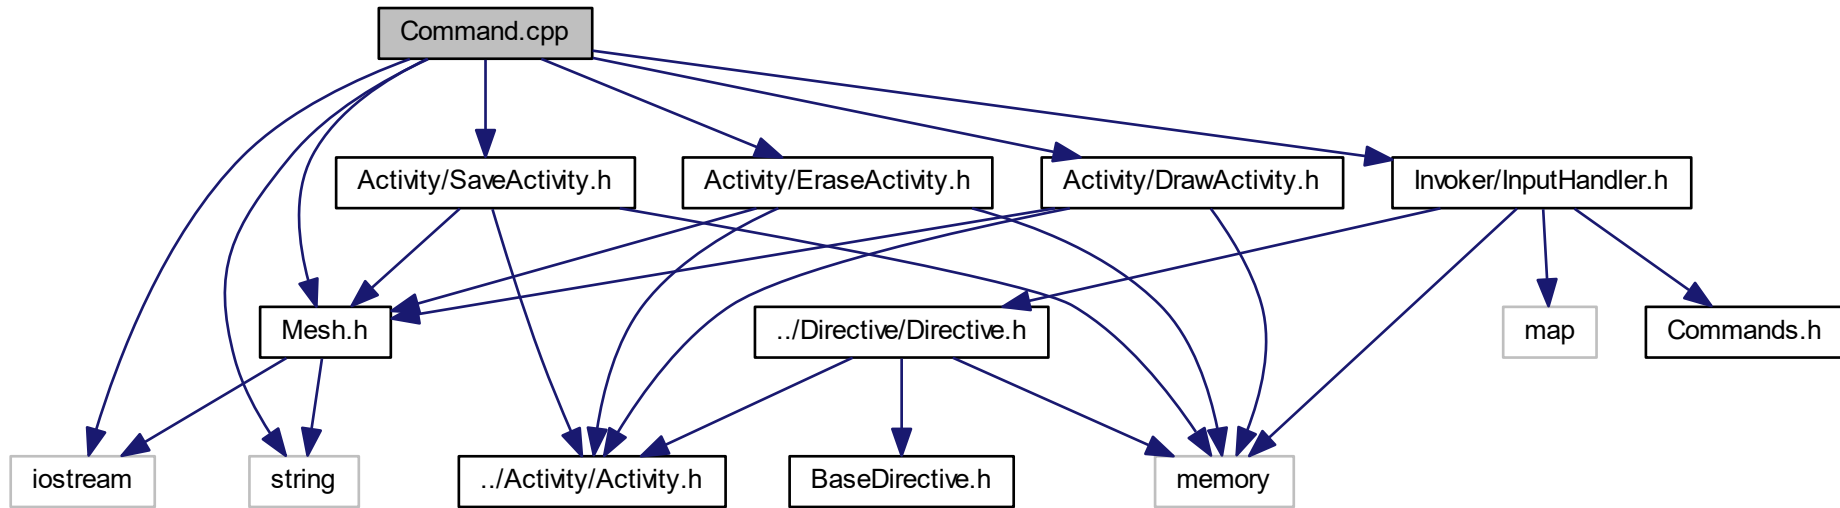 Command.cpp
Activity/SaveActivity.h
Activity/EraseActivity.h
Activity/DrawActivity.h
Invoker/InputHandler.h
Mesh.h
../Directive/Directive.h
map
Commands.h
iostream
string
../Activity/Activity.h
BaseDirective.h
memory